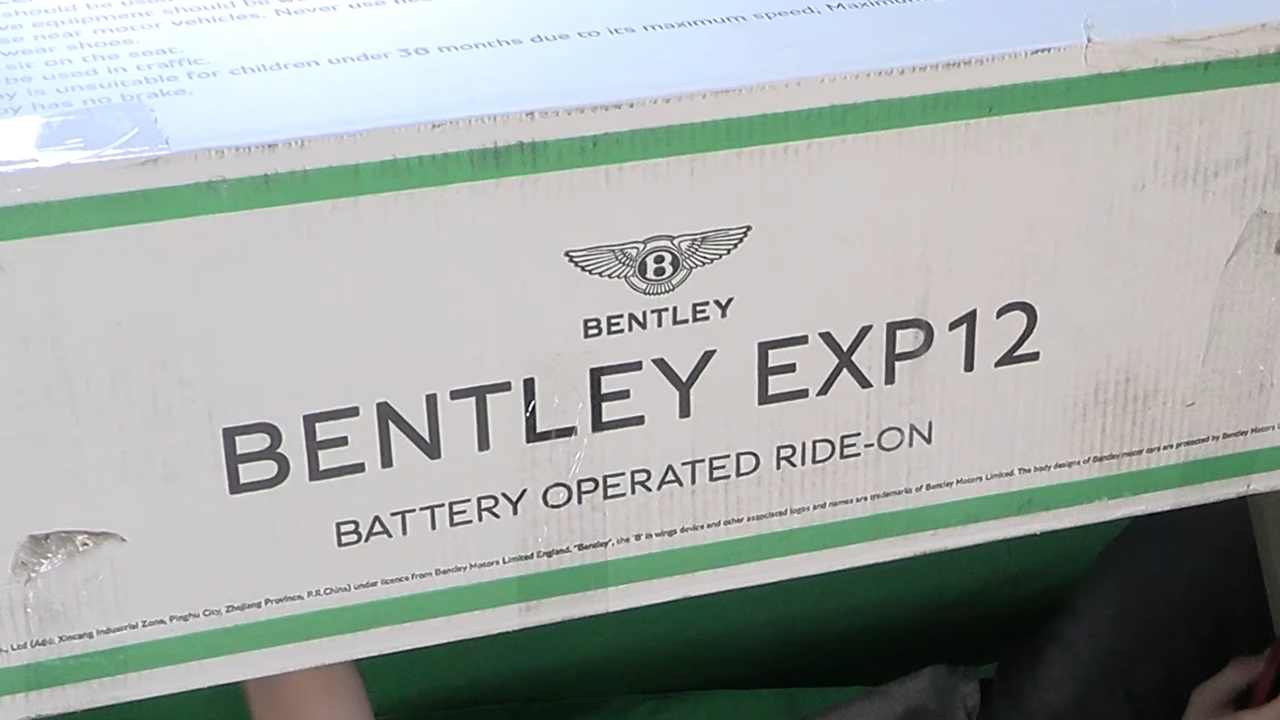 should be used
ve equipment should be
se near motor vehicles. Never use
wear shoes.
sit on the seat.
be used in traffic.
y is unsuitable for children under 36 months due to its maximum speed; Maximum
oy has no brake.
B
BENTLEY
BENTLEY EXP12
BATTERY OPERATED RIDE-ON
., Ltd (Add: Xincang Industrial Zone, Pinghu City, Zhejiang Province, P.R.China) under licence from Bentley Motors Limited England. "Bentley", the 'B' in wings device and other associated logos and names are trademarks of Bentley Motors Limited. The body designs of Bentley motor cars are protected by Bentley Motors